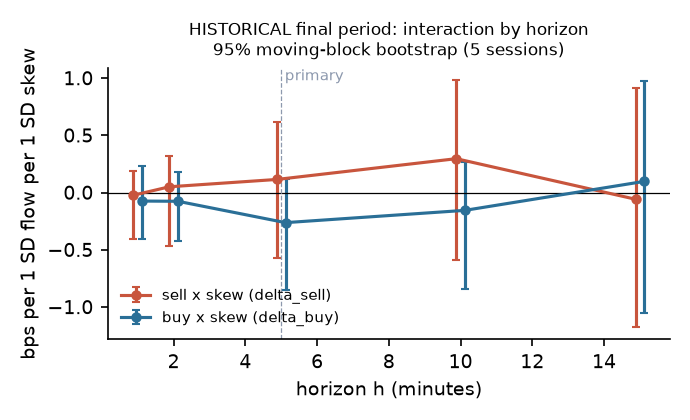 HISTORICAL final period: interaction by horizon
95% moving-block bootstrap (5 sessions)
primary
1.0
0.5
0.0
−0.5
−1.0
bps per 1 SD flow per 1 SD skew
sell x skew (delta_sell)
buy x skew (delta_buy)
2 4 6 8 10 12 14
horizon h (minutes)